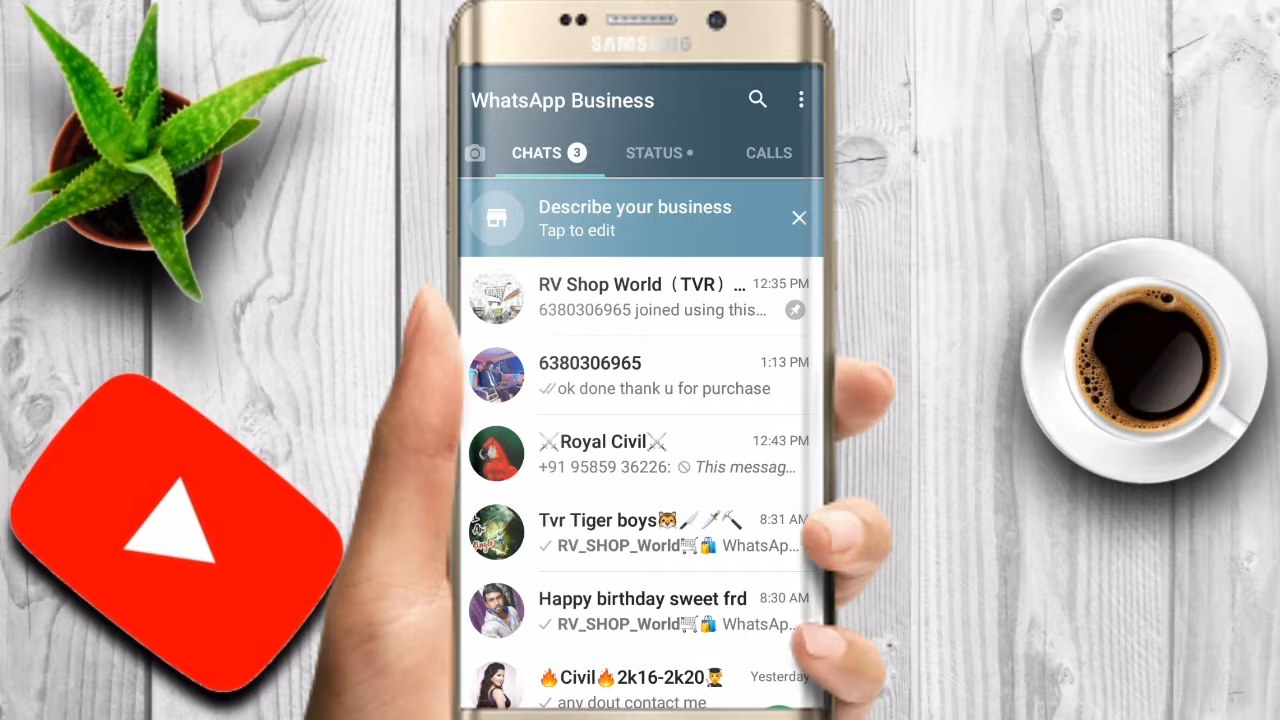 SAMSUNG
WhatsApp Business
CHATS 3 STATUS • CALLS
Describe your business
Tap to edit
RV Shop World（TVR）... 12:35 PM
6380306965 joined using this...
6380306965 1:13 PM
ok done thank u for purchase
⚔Royal Civil⚔ 12:43 PM
+91 95859 36226: 🚫 This messag...
Tvr Tiger boys🐯🔪🗡🔨 8:31 AM
RV_SHOP_World🛒🛍 WhatsAp...
Happy birthday sweet frd 8:30 AM
RV_SHOP_World🛒🛍 WhatsAp...
🔥Civil🔥2k16-2k20👨‍🎓 Yesterday
any dout contact me